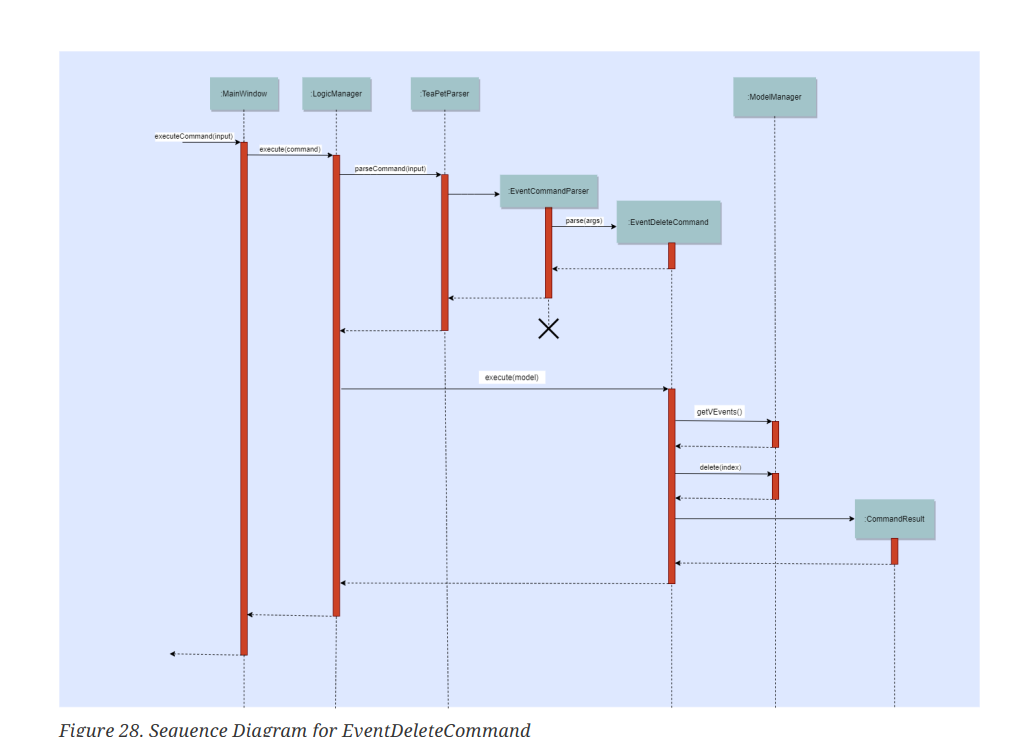 :MainWindow
:LogicManager
:TeaPetParser
:ModelManager
executeCommand(input)
execute(command)
parseCommand(input)
:EventCommandParser
parse(args)
:EventDeleteCommand
execute(model)
getVEvents()
delete(index)
:CommandResult
Figure 28. Sequence Diagram for EventDeleteCommand